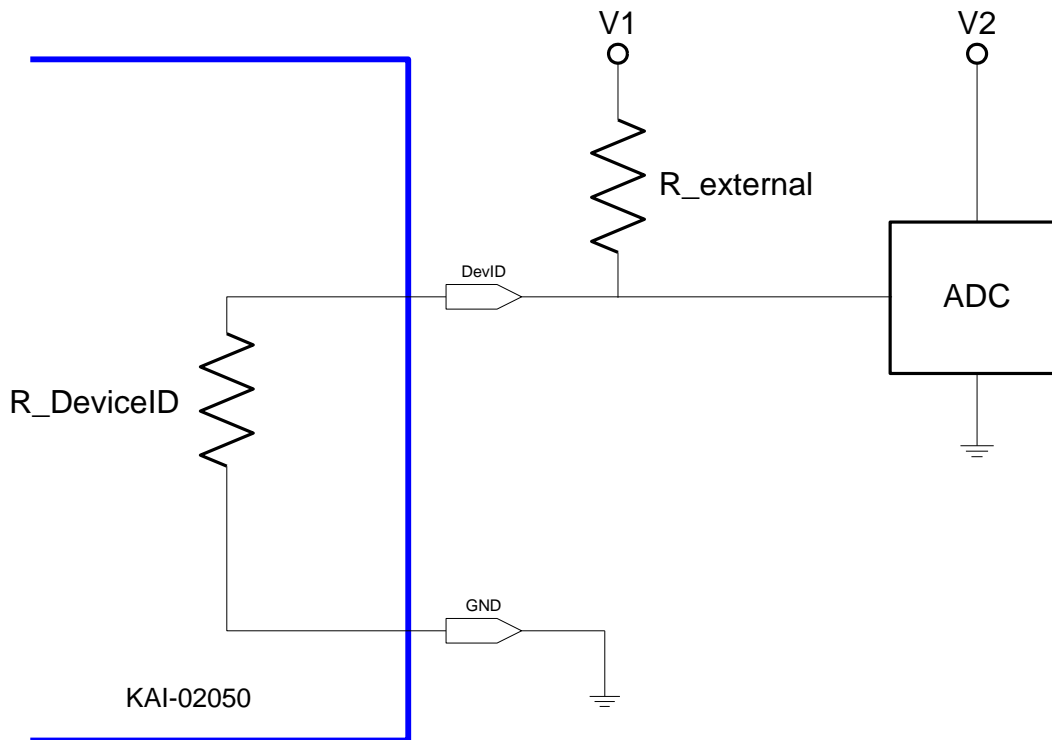 V1
V2
R_external
DevID
ADC
R_DeviceID
GND
KAI-02050